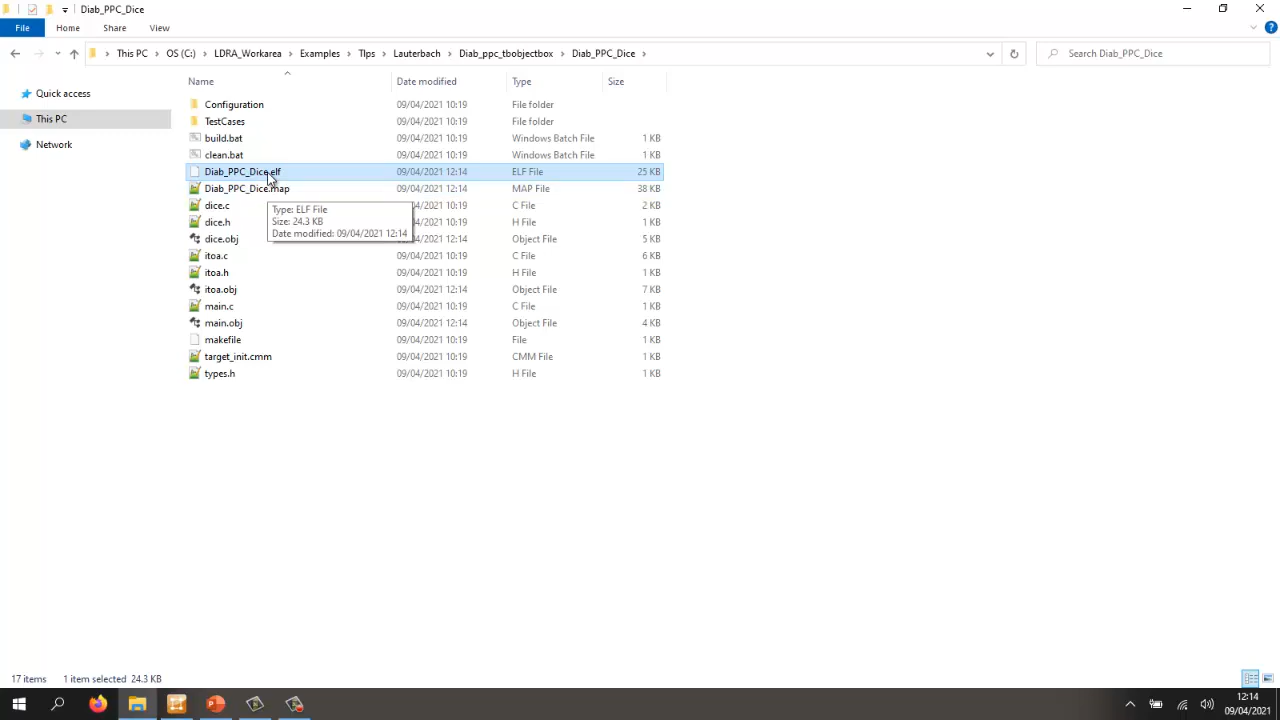 Diab_PPC_Dice
File Home Share View
This PC OS (C:) LDRA_Workarea Examples TIps Lauterbach Diab_ppc_tbobjectbox Diab_PPC_Dice Search Diab_PPC_Dice
Name Date modified Type Size
Quick access
This PC
Network
Configuration 09/04/2021 10:19 File folder
TestCases 09/04/2021 10:19 File folder
build.bat 09/04/2021 10:19 Windows Batch File 1 KB
clean.bat 09/04/2021 10:19 Windows Batch File 1 KB
Diab_PPC_Dice.elf 09/04/2021 12:14 ELF File 25 KB
Diab_PPC_Dice.map 09/04/2021 12:14 MAP File 38 KB
dice.c 09/04/2021 10:19 C File 2 KB
dice.h 09/04/2021 10:19 H File 1 KB
dice.obj 09/04/2021 12:14 Object File 5 KB
itoa.c 09/04/2021 10:19 C File 6 KB
itoa.h 09/04/2021 10:19 H File 1 KB
itoa.obj 09/04/2021 12:14 Object File 7 KB
main.c 09/04/2021 10:19 C File 1 KB
main.obj 09/04/2021 12:14 Object File 4 KB
makefile 09/04/2021 10:19 File 1 KB
target_init.cmm 09/04/2021 10:19 CMM File 1 KB
types.h 09/04/2021 10:19 H File 1 KB
Type: ELF File
Size: 24.3 KB
Date modified: 09/04/2021 12:14
17 items 1 item selected 24.3 KB
12:14
09/04/2021